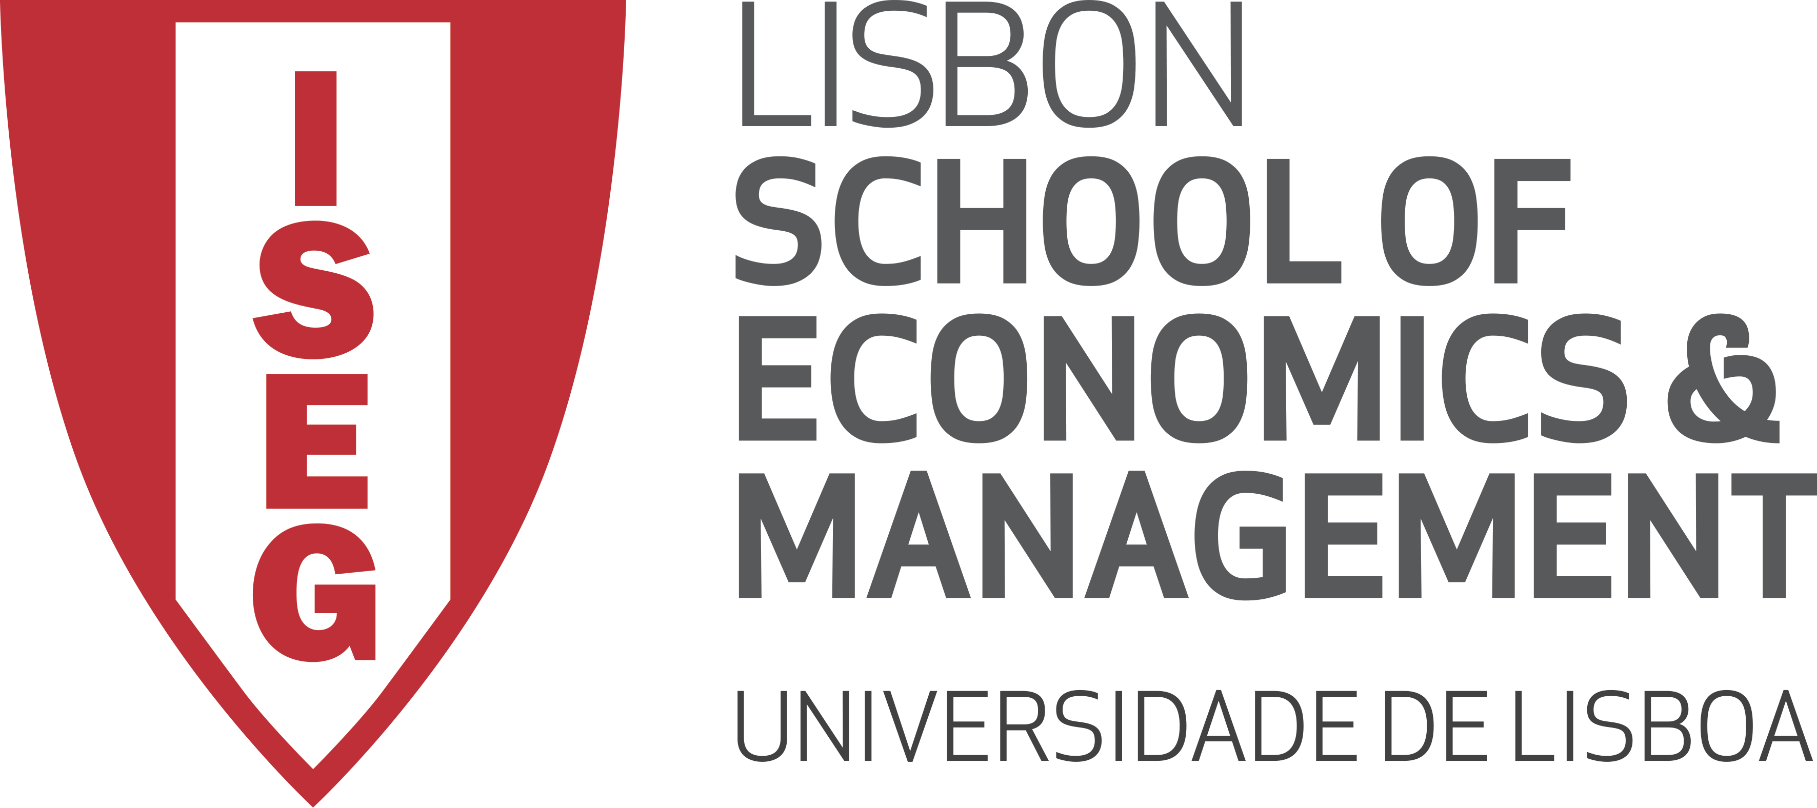 ISEG
LISBON
SCHOOL OF
ECONOMICS &
MANAGEMENT
UNIVERSIDADE DE LISBOA